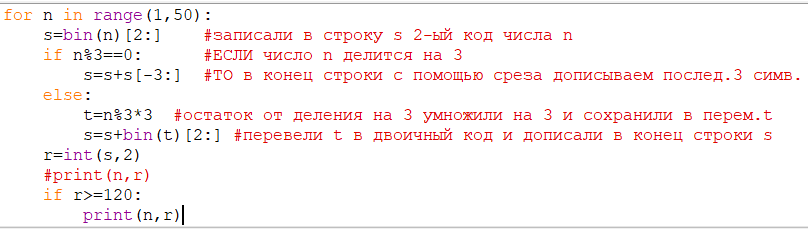 for n in range(1,50):
    s=bin(n)[2:]    #записали в строку s 2-ый код числа n
    if n%3==0:      #ЕСЛИ число n делится на 3
        s=s+s[-3:]  #ТО в конец строки с помощью среза дописываем послед.3 симв.
    else:
        t=n%3*3  #остаток от деления на 3 умножили на 3 и сохранили в перем.t
        s=s+bin(t)[2:] #перевели t в двоичный код и дописали в конец строки s
    r=int(s,2)
    #print(n,r)
    if r>=120:
        print(n,r)